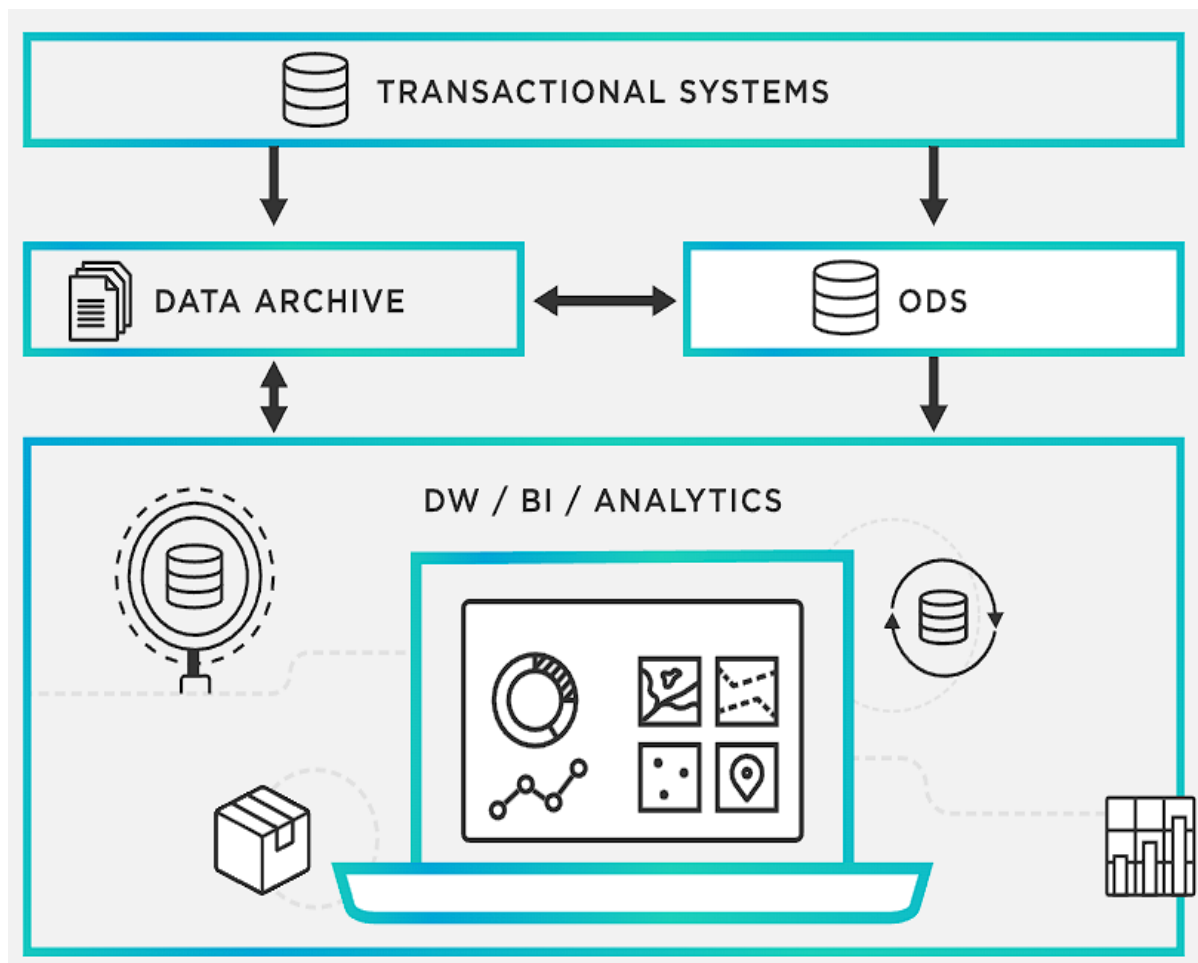 TRANSACTIONAL SYSTEMS
DATA ARCHIVE
ODS
DW / BI / ANALYTICS